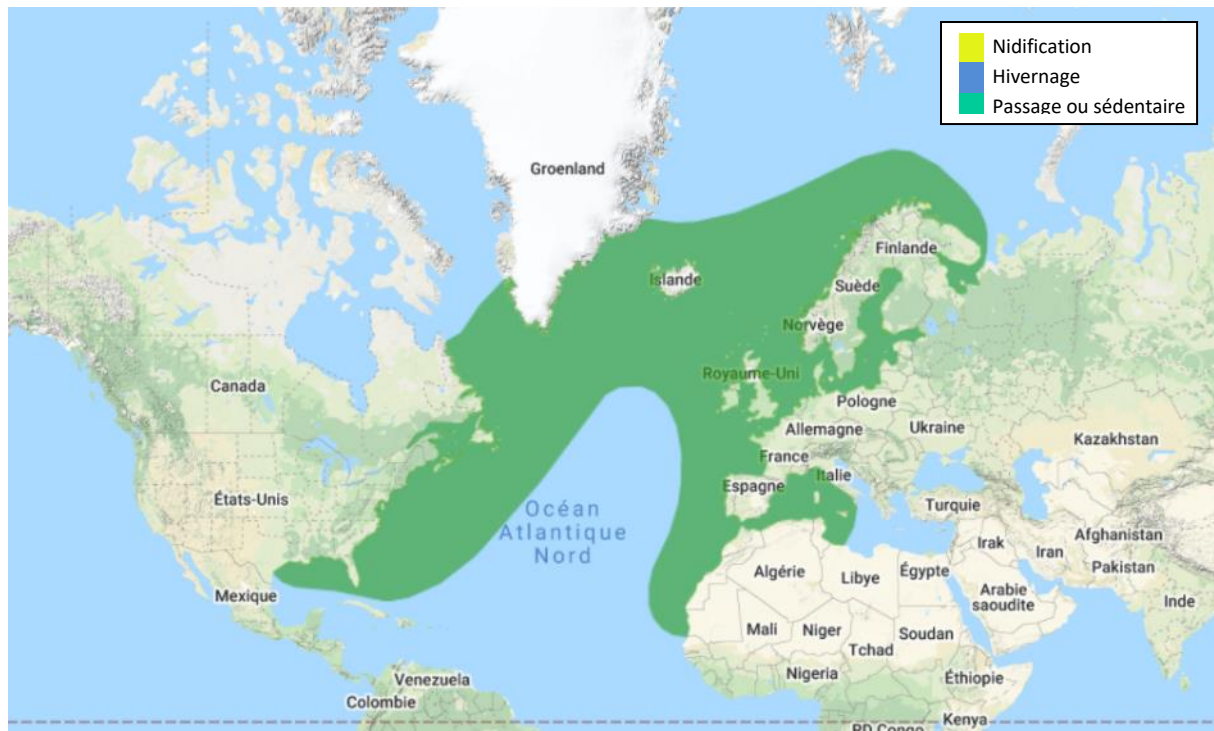 Nidification
Hivernage
Passage ou sédentaire
Groenland
Finlande
Islande
Suède
Norvège
Royaume-Uni
Canada
Pologne
Allemagne
Ukraine
Kazakhstan
France
Italie
Espagne
États-Unis
Turquie
Océan
Atlantique
Nord
Afghanistan
Irak
Iran
Pakistan
Algérie
Libye
Égypte
Arabie
saoudite
Inde
Mexique
Mali
Niger
Soudan
Tchad
Nigeria
Éthiopie
Venezuela
Colombie
Kenya
RD Congo